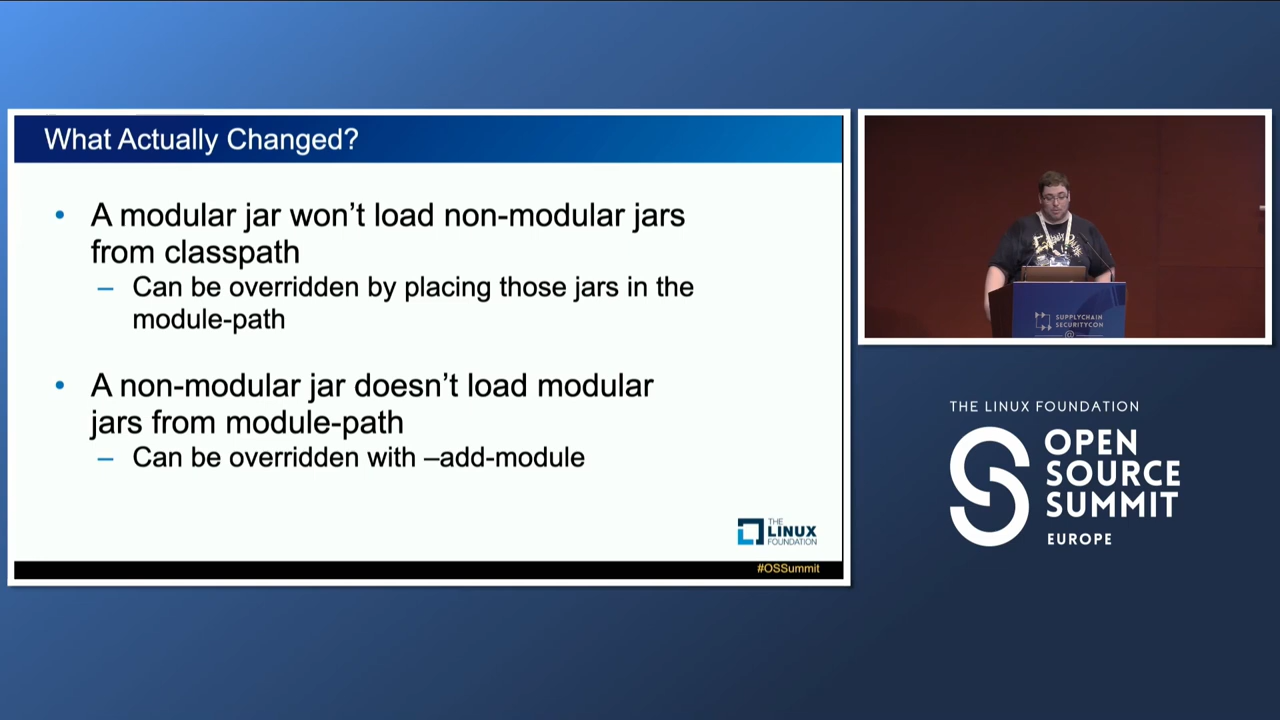 What Actually Changed?
• A modular jar won’t load non-modular jars
from classpath
– Can be overridden by placing those jars in the
module-path
• A non-modular jar doesn’t load modular
jars from module-path
– Can be overridden with –add-module
THE
LINUX
FOUNDATION
#OSSummit
SUPPLYCHAIN
SECURITYCON
@
THE LINUX FOUNDATION
OPEN
SOURCE
SUMMIT
EUROPE